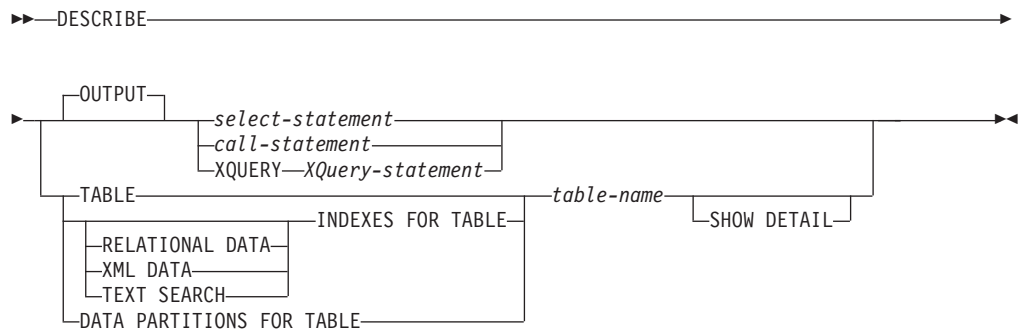 DESCRIBE
OUTPUT
select-statement
call-statement
XQUERY XQuery-statement
TABLE table-name
INDEXES FOR TABLE SHOW DETAIL
RELATIONAL DATA
XML DATA
TEXT SEARCH
DATA PARTITIONS FOR TABLE